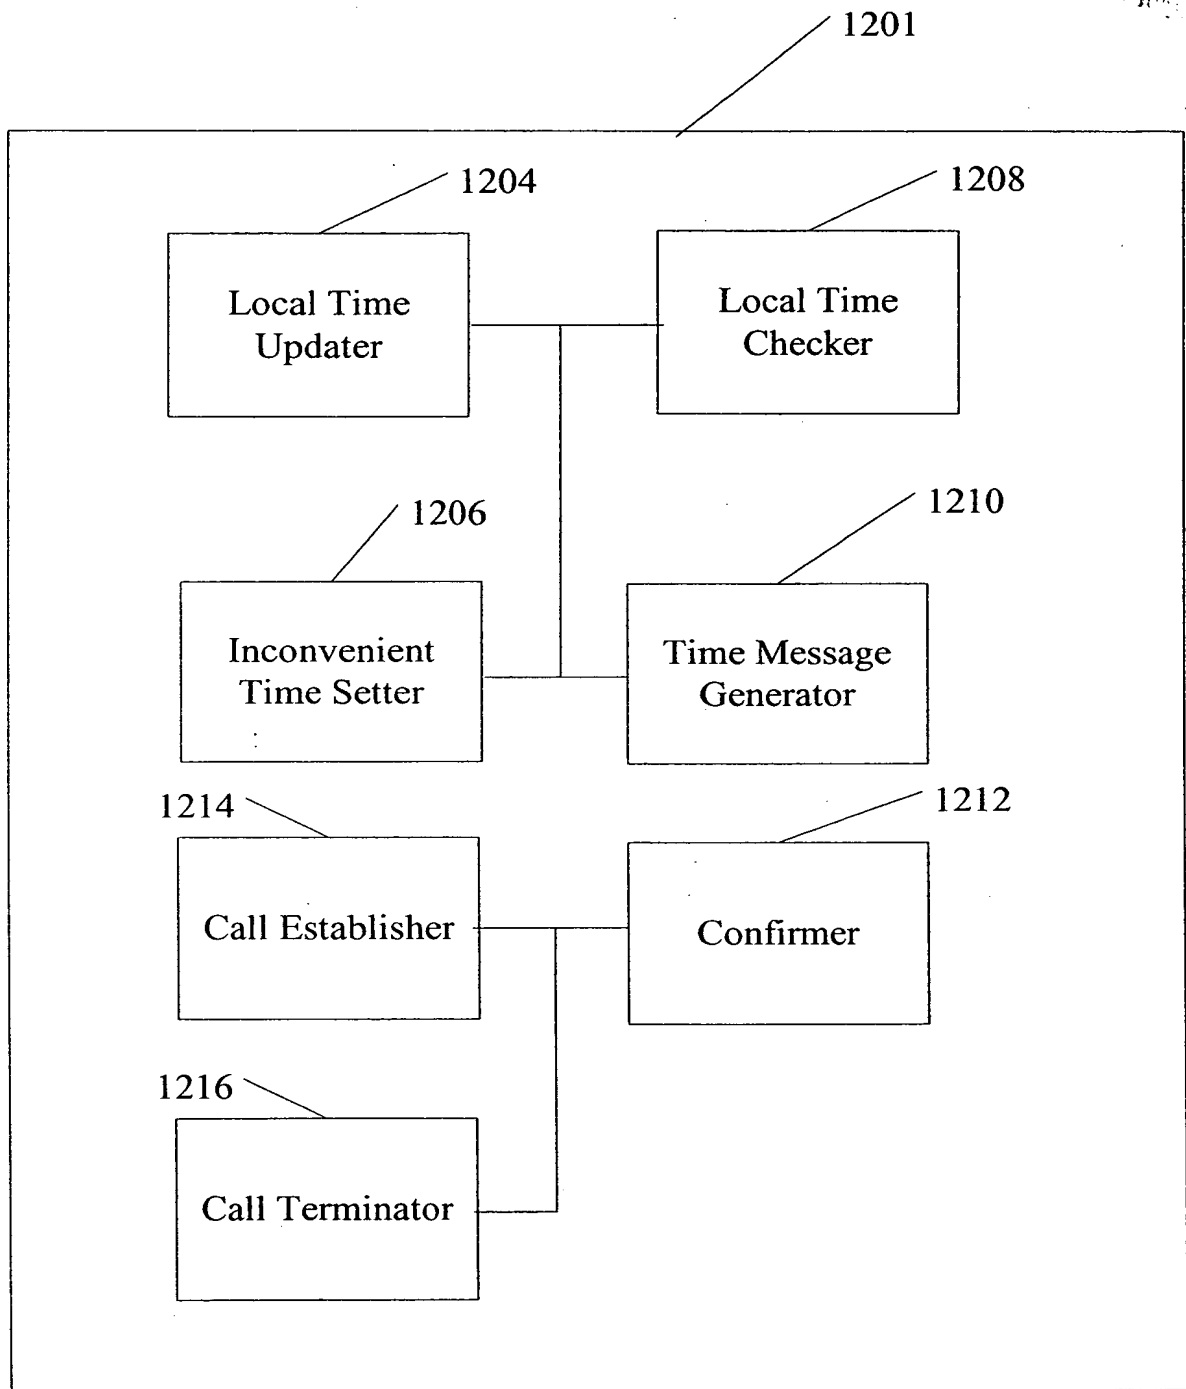 1201
1204
1208
Local Time
Updater
Local Time
Checker
1206
1210
Inconvenient
Time Setter
Time Message
Generator
1214
1212
Call Establisher
Confirmer
1216
Call Terminator